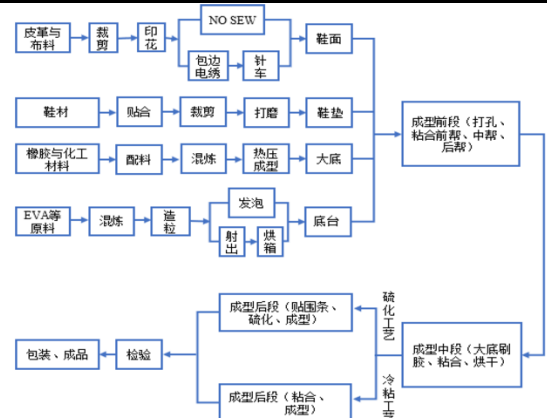 NO SEW
皮革与
布料
裁
剪
印
花
包边
电绣
针
车
鞋面
鞋材
贴合
裁剪
打磨
鞋垫
成型前段（打孔、
粘合前帮、中帮、
后帮）
橡胶与化工
材料
配料
混炼
热压
成型
大底
EVA等
原料
混炼
造
粒
发泡
射
出
烘
箱
底台
成型后段（贴围条、
硫化、成型）
硫化工艺
包装、成品
检验
成型中段（大底刷
胶、粘合、烘干）
冷粘工艺
成型后段（粘合、
成型）